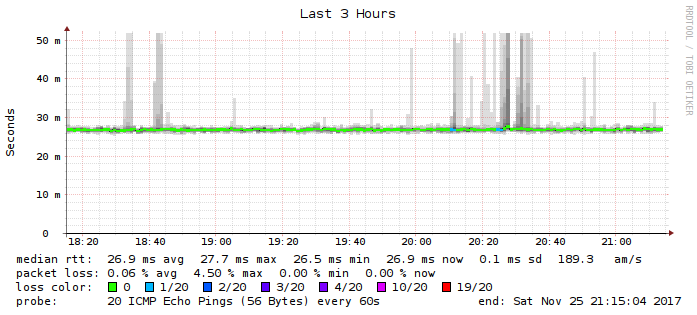 Last 3 Hours
RRDTOOL / TOBI OETIKER
Seconds
50 m
40 m
30 m
20 m
10 m
0
18:20 18:40 19:00 19:20 19:40 20:00 20:20 20:40 21:00
median rtt: 26.9 ms avg 27.7 ms max 26.5 ms min 26.9 ms now 0.1 ms sd 189.3 am/s
packet loss: 0.06 % avg 4.50 % max 0.00 % min 0.00 % now
loss color: 0 1/20 2/20 3/20 4/20 10/20 19/20
probe: 20 ICMP Echo Pings (56 Bytes) every 60s end: Sat Nov 25 21:15:04 2017